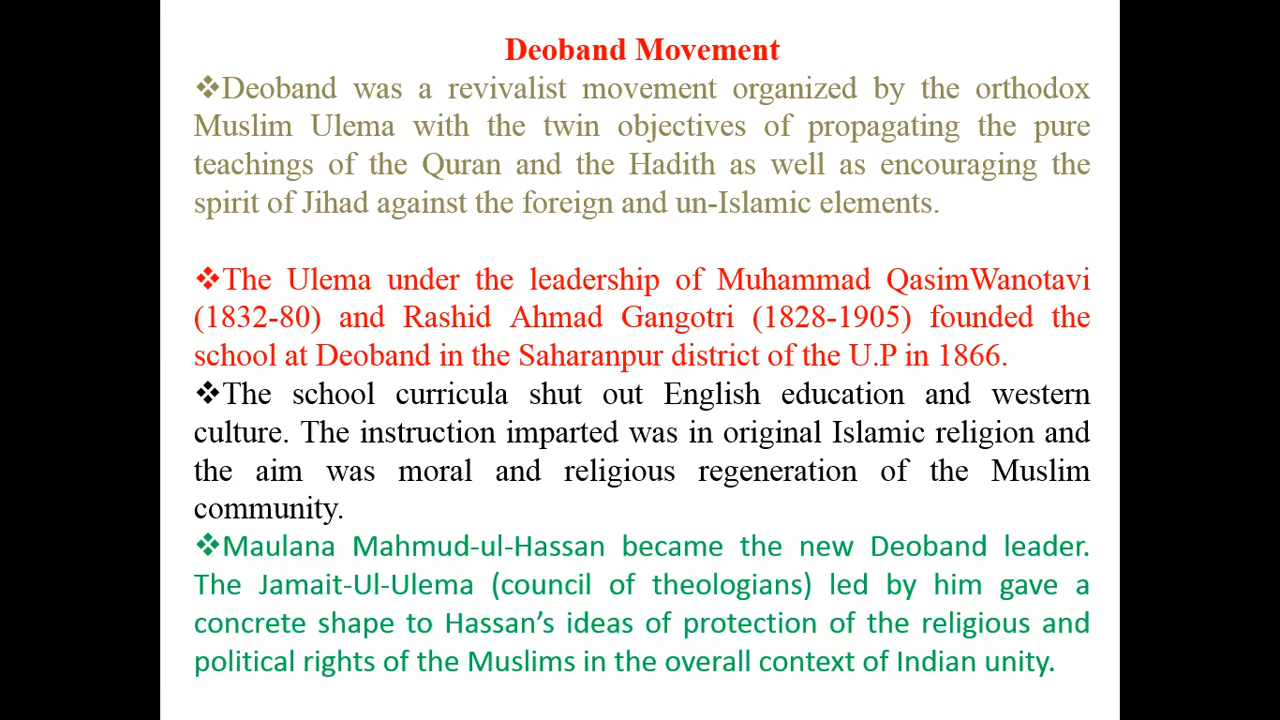 Deoband Movement
❖Deoband was a revivalist movement organized by the orthodox
Muslim Ulema with the twin objectives of propagating the pure
teachings of the Quran and the Hadith as well as encouraging the
spirit of Jihad against the foreign and un-Islamic elements.
❖The Ulema under the leadership of Muhammad QasimWanotavi
(1832-80) and Rashid Ahmad Gangotri (1828-1905) founded the
school at Deoband in the Saharanpur district of the U.P in 1866.
❖The school curricula shut out English education and western
culture. The instruction imparted was in original Islamic religion and
the aim was moral and religious regeneration of the Muslim
community.
❖Maulana Mahmud-ul-Hassan became the new Deoband leader.
The Jamait-Ul-Ulema (council of theologians) led by him gave a
concrete shape to Hassan’s ideas of protection of the religious and
political rights of the Muslims in the overall context of Indian unity.